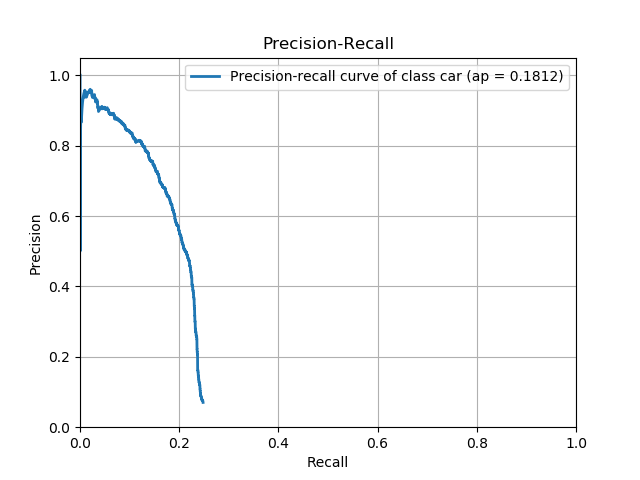 Precision-Recall
Precision-recall curve of class car (ap = 0.1812)
1.0
0.8
0.6
0.4
0.2
0.0
Precision
0.0 0.2 0.4 0.6 0.8 1.0
Recall